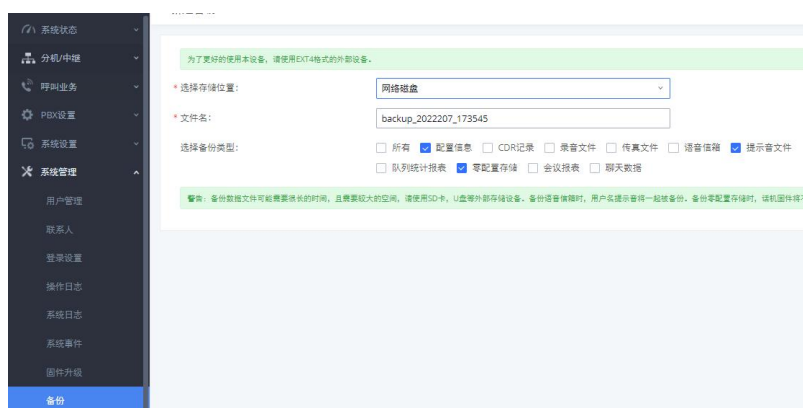 系统状态
分机/中继
呼叫业务
PBX设置
系统设置
系统管理
用户管理
联系人
登录设置
操作日志
系统日志
系统事件
固件升级
备份
为了更好的使用本设备，请使用EXT4格式的外部设备。
* 选择存储位置： 网络磁盘
* 文件名： backup_2022207_173545
选择备份类型： 所有 配置信息 CDR记录 录音文件 传真文件 语音信箱 提示音文件
队列统计报表 零配置存储 会议报表 聊天数据
警告：备份数据文件可能需要很长的时间，且需要较大的空间，请使用SD卡，U盘等外部存储设备。备份语音信箱时，用户名提示音将一起被备份。备份零配置存储时，话机固件将不